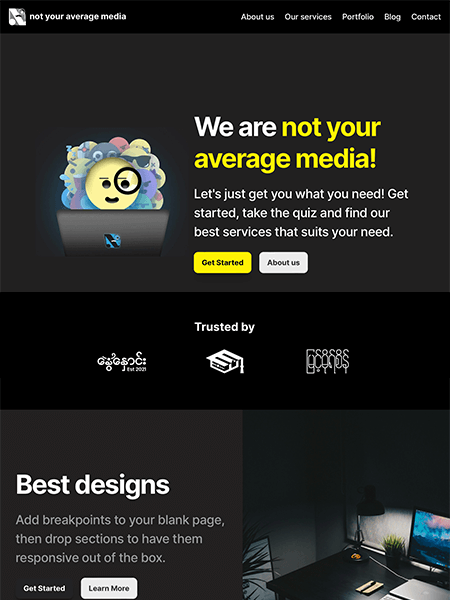 not your average media
About us Our services Portfolio Blog Contact
We are not your
average media!
Let's just get you what you need! Get
started, take the quiz and find our
best services that suits your need.
Get Started About us
Trusted by
Est 2021
Best designs
Add breakpoints to your blank page,
then drop sections to have them
responsive out of the box.
Get Started Learn More